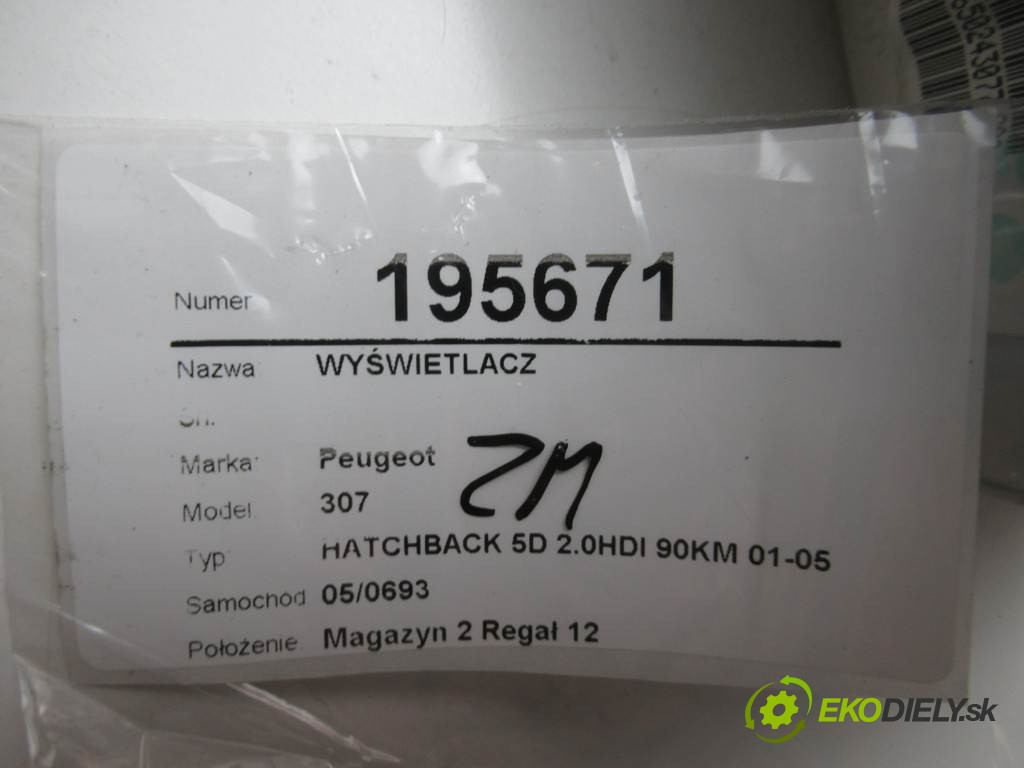 Numer 195671
Nazwa WYŚWIETLACZ
Marka Peugeot
Model 307
Typ HATCHBACK 5D 2.0HDI 90KM 01-05
Samochód 05/0693
Położenie Magazyn 2 Regał 12
ZM
EKODIELY.sk